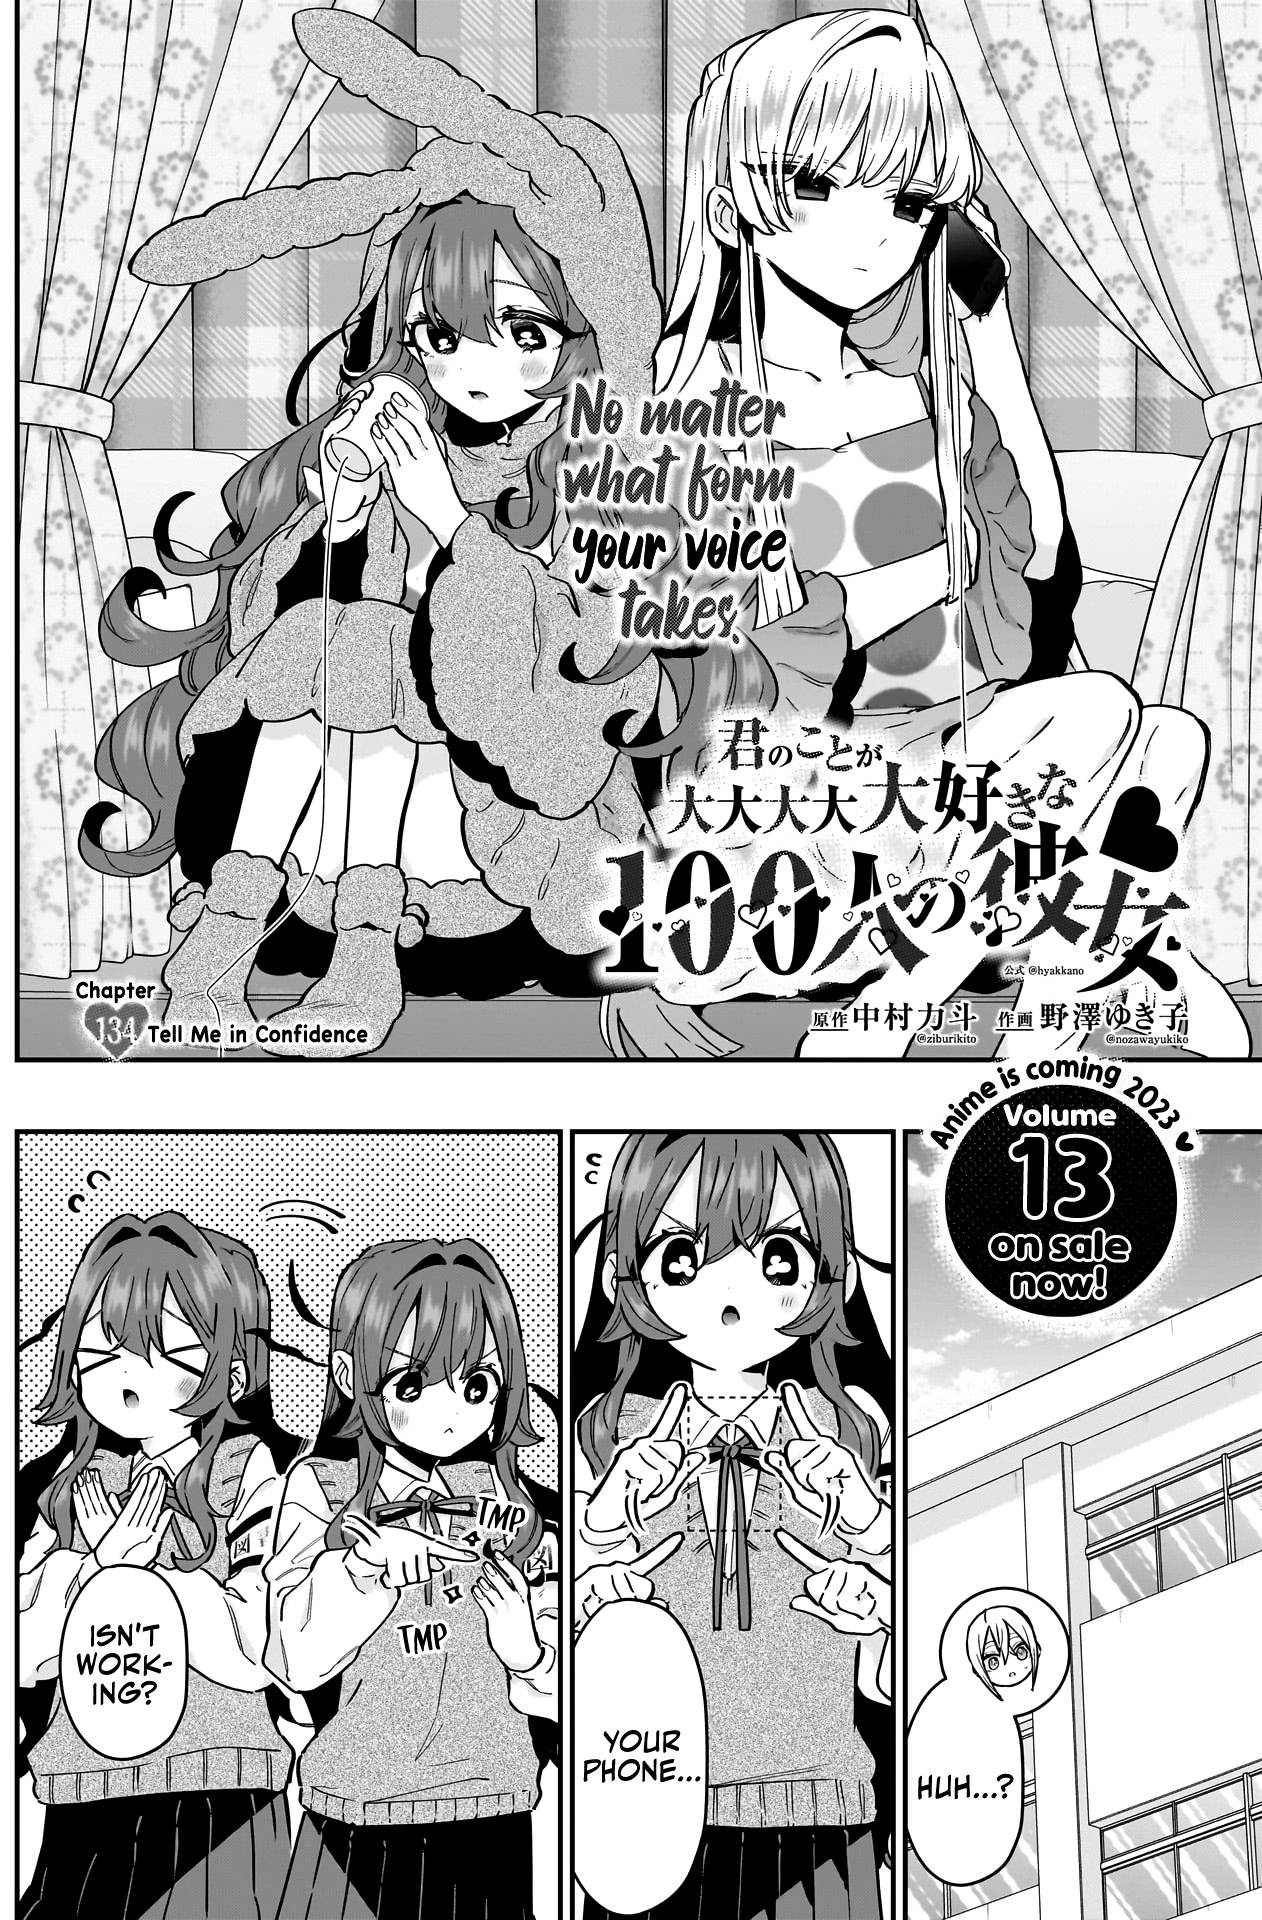 No matter
what form
your voice
takes.
君のことが
大大大大大好きな
100人の彼女
公式 @hyakkano
原作 中村力斗 作画 野澤ゆき子
@ziburikito @nozawayukiko
Chapter
134 Tell Me in Confidence
Anime is coming 2023
Volume
13
on sale
now!
HUH...?
YOUR
PHONE...
TMP
TMP
ISN'T
WORK-
ING?